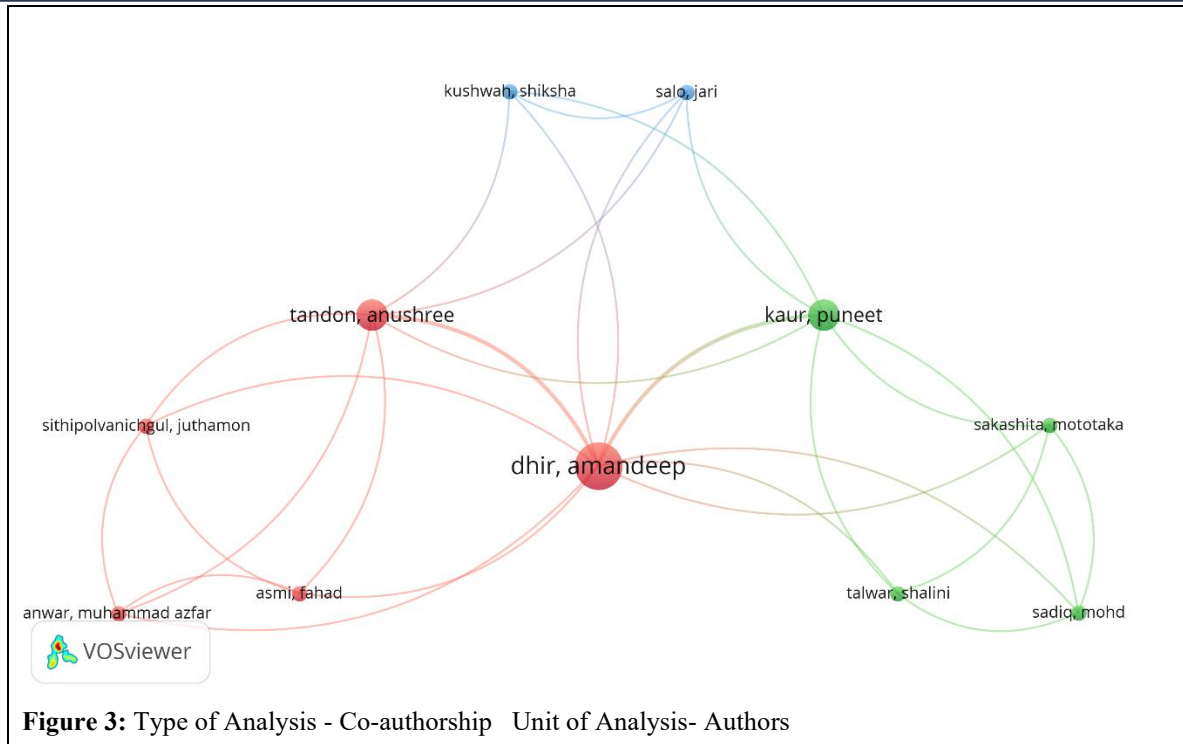 kushwah, shiksha
salo, jari
tandon, anushree
kaur, puneet
sithipolvanichgul, juthamon
sakashita, mototaka
dhir, amandeep
asmi, fahad
talwar, shalini
anwar, muhammad azfar
sadiq, mohd
VOSviewer
Figure 3: Type of Analysis - Co-authorship Unit of Analysis- Authors